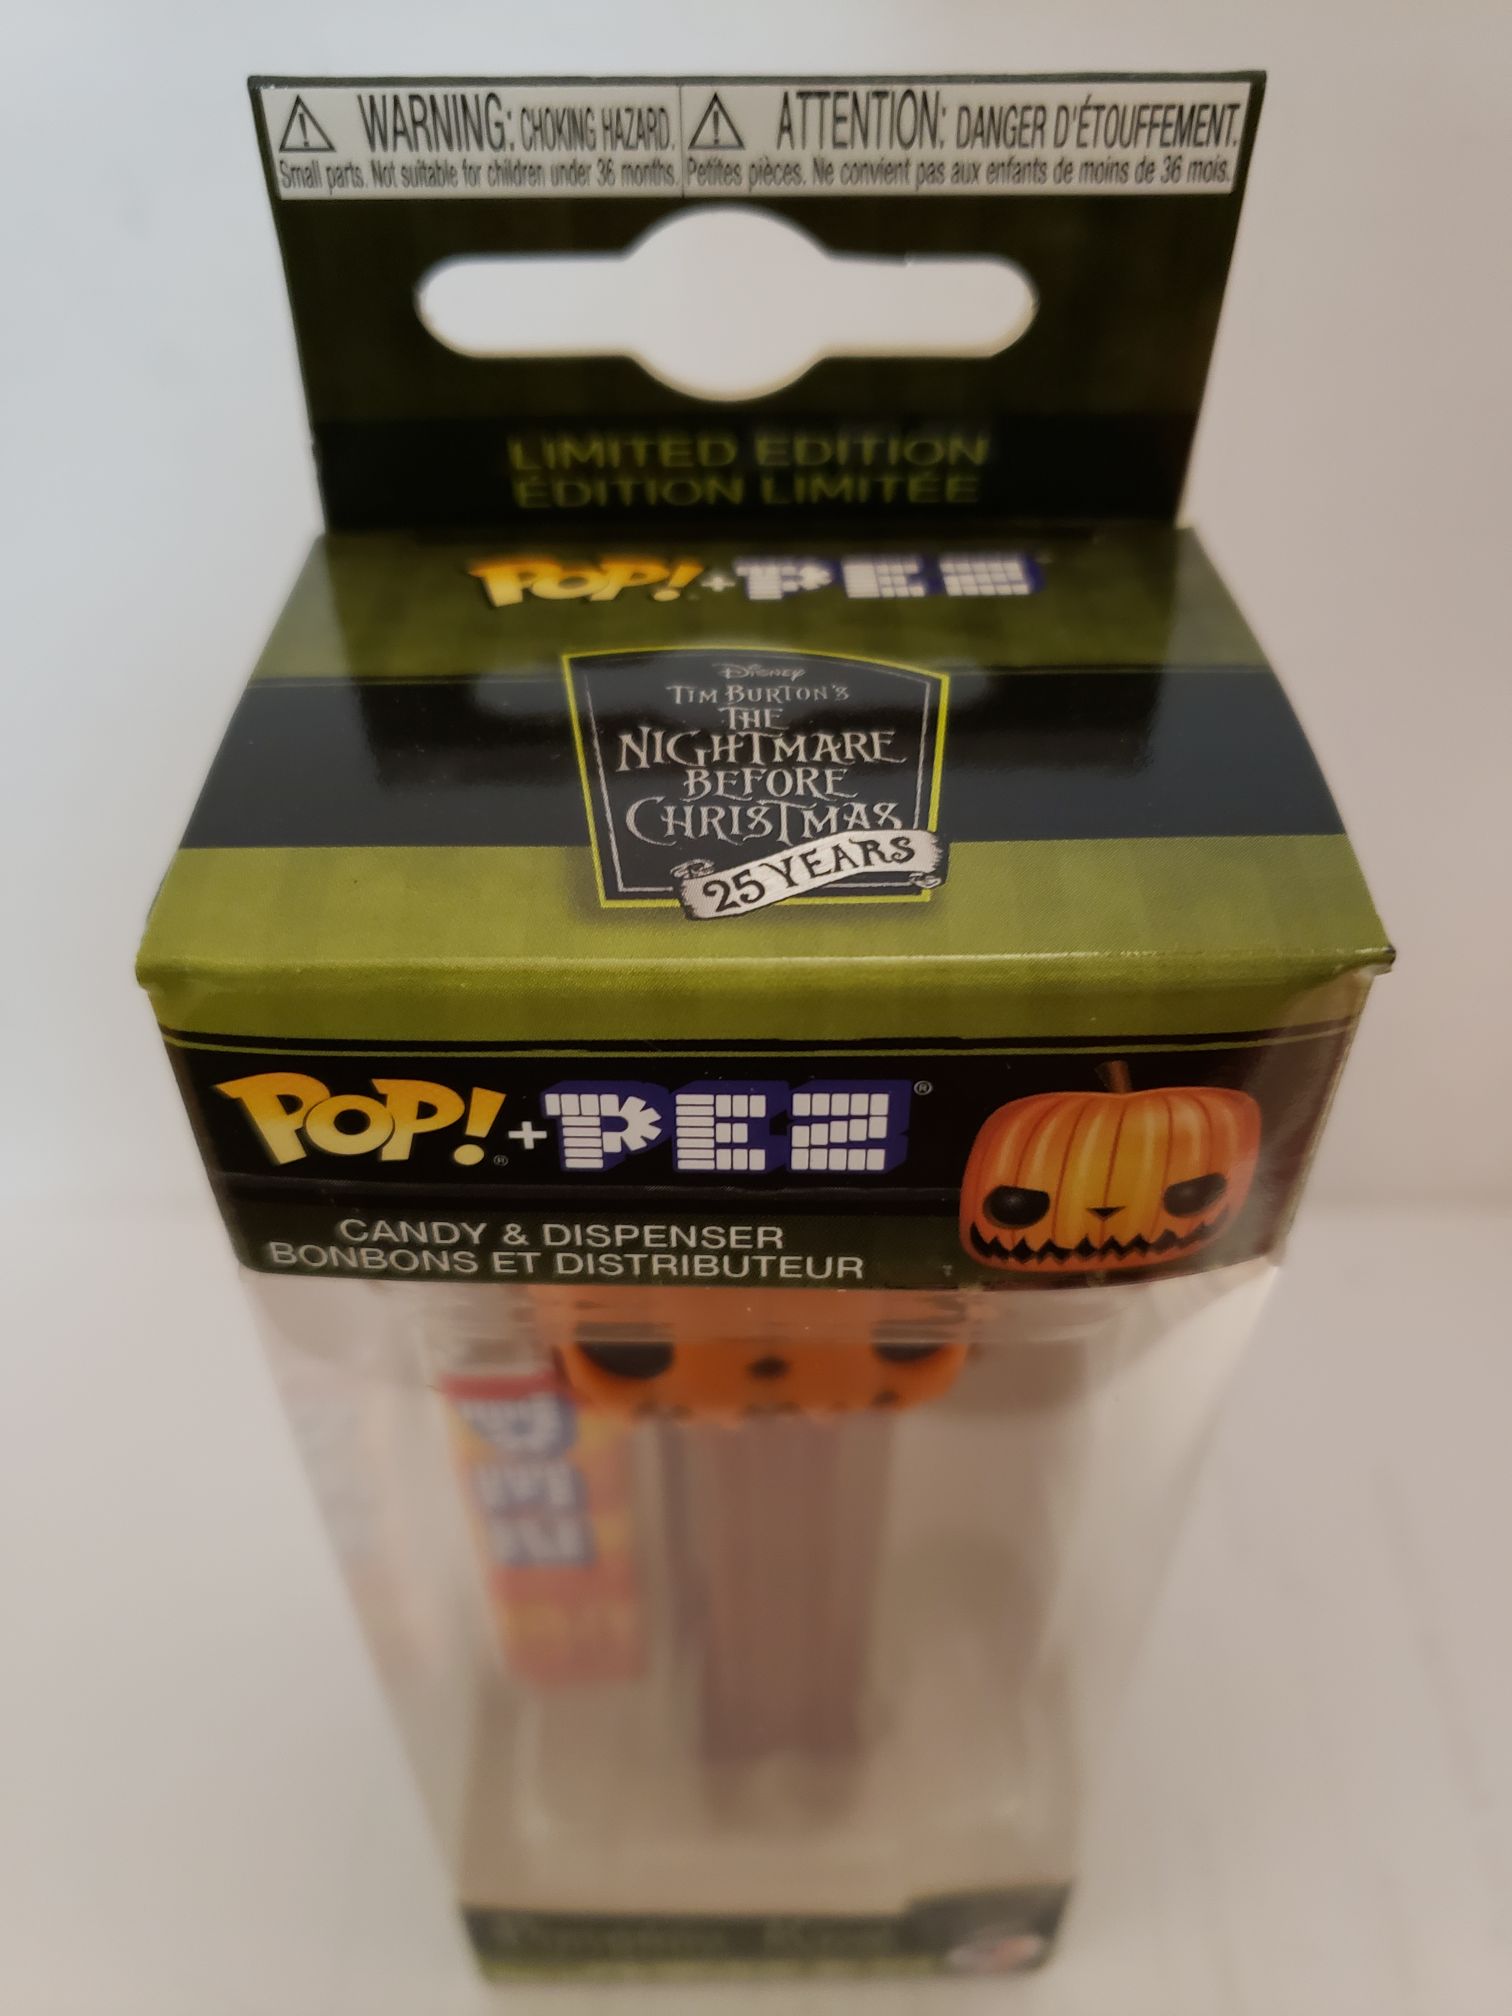 WARNING: CHOKING HAZARD.
Small parts. Not suitable for children under 36 months.
ATTENTION: DANGER D'ÉTOUFFEMENT.
Petites pièces. Ne convient pas aux enfants de moins de 36 mois.
LIMITED EDITION
ÉDITION LIMITÉE
POP! + PEZ
Disney
TIM BURTON'S
THE
NIGHTMARE
BEFORE
CHRISTMAS
25 YEARS
POP!® + PEZ®
CANDY & DISPENSER
BONBONS ET DISTRIBUTEUR
PEZ